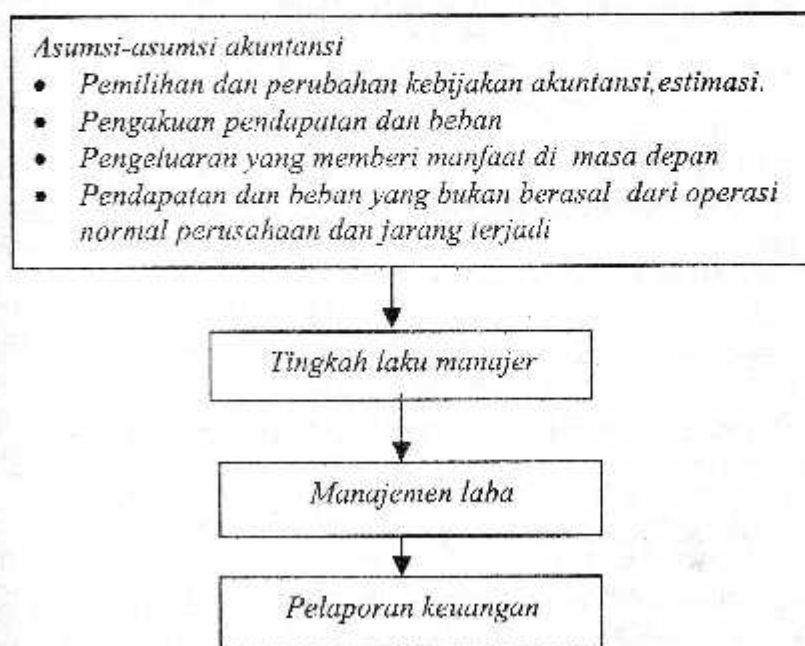 Asumsi-asumsi akuntansi
• Pemilihan dan perubahan kebijakan akuntansi,estimasi.
• Pengakuan pendapatan dan beban
• Pengeluaran yang memberi manfaat di masa depan
• Pendapatan dan beban yang bukan berasal dari operasi
normal perusahaan dan jarang terjadi
Tingkah laku manajer
Manajemen laba
Pelaporan keuangan